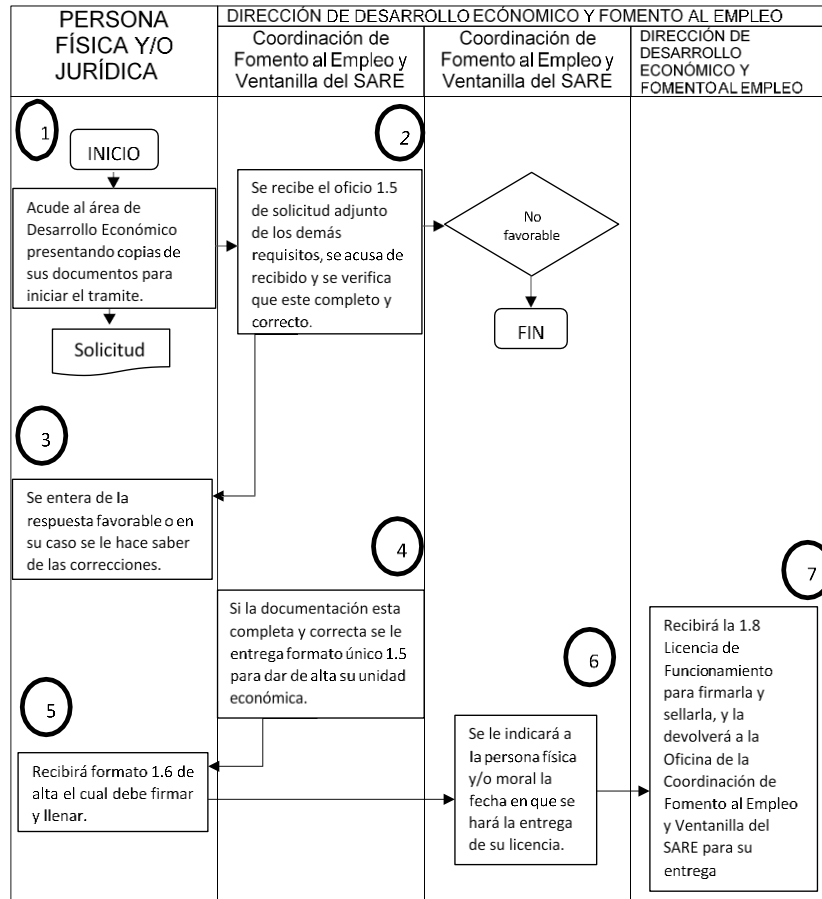 PERSONA
FÍSICA Y/O
JURÍDICA
DIRECCIÓN DE DESARROLLO ECÓNOMICO Y FOMENTO AL EMPLEO
Coordinación de
Fomento al Empleo y
Ventanilla del SARE
Coordinación de
Fomento al Empleo y
Ventanilla del SARE
DIRECCIÓN DE
DESARROLLO
ECONÓMICO Y
FOMENTO AL EMPLEO
1
INICIO
Acude al área de
Desarrollo Económico
presentando copias de
sus documentos para
iniciar el tramite.
Solicitud
2
Se recibe el oficio 1.5
de solicitud adjunto
de los demás
requisitos, se acusa de
recibido y se verifica
que este completo y
correcto.
No
favorable
FIN
3
Se entera de la
respuesta favorable o en
su caso se le hace saber
de las correcciones.
4
Si la documentación esta
completa y correcta se le
entrega formato único 1.5
para dar de alta su unidad
económica.
5
Recibirá formato 1.6 de
alta el cual debe firmar
y llenar.
6
Se le indicará a
la persona física
y/o moral la
fecha en que se
hará la entrega
de su licencia.
7
Recibirá la 1.8
Licencia de
Funcionamiento
para firmarla y
sellarla, y la
devolverá a la
Oficina de la
Coordinación de
Fomento al Empleo
y Ventanilla del
SARE para su
entrega